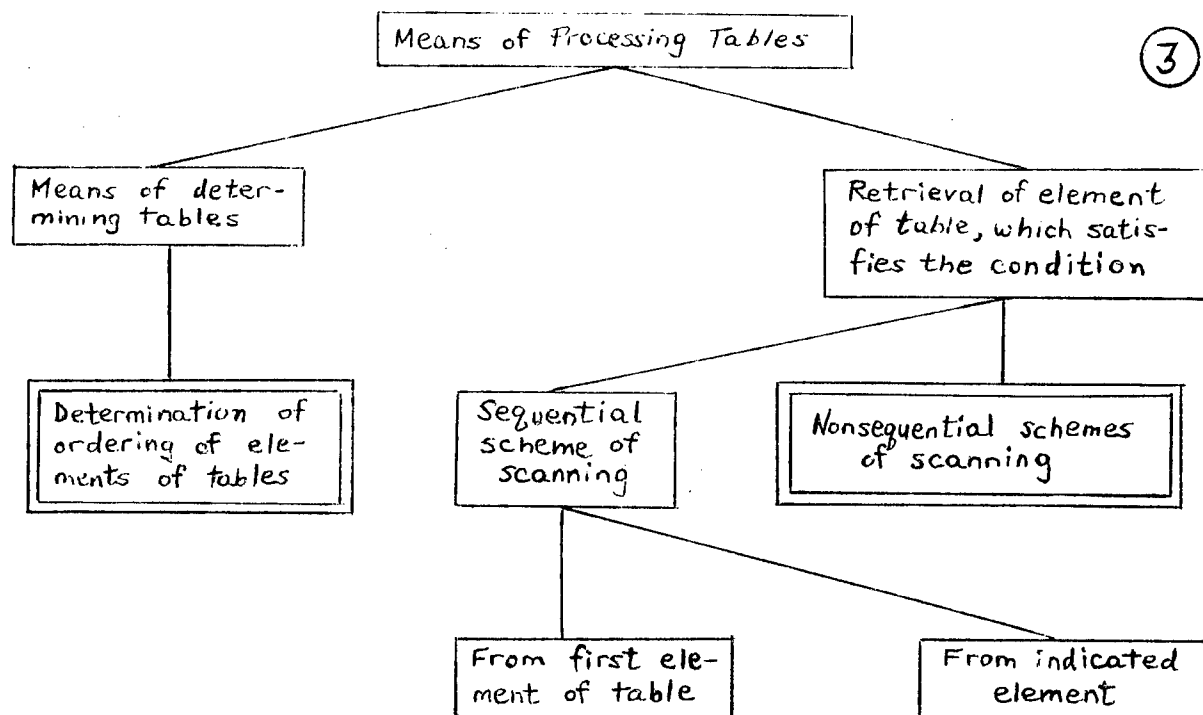 Means of Processing Tables
3
Means of deter-
mining tables
Retrieval of element
of table, which satis-
fies the condition
Determination of
ordering of ele-
ments of tables
Sequential
scheme of
scanning
Nonsequential schemes
of scanning
From first ele-
ment of table
From indicated
element